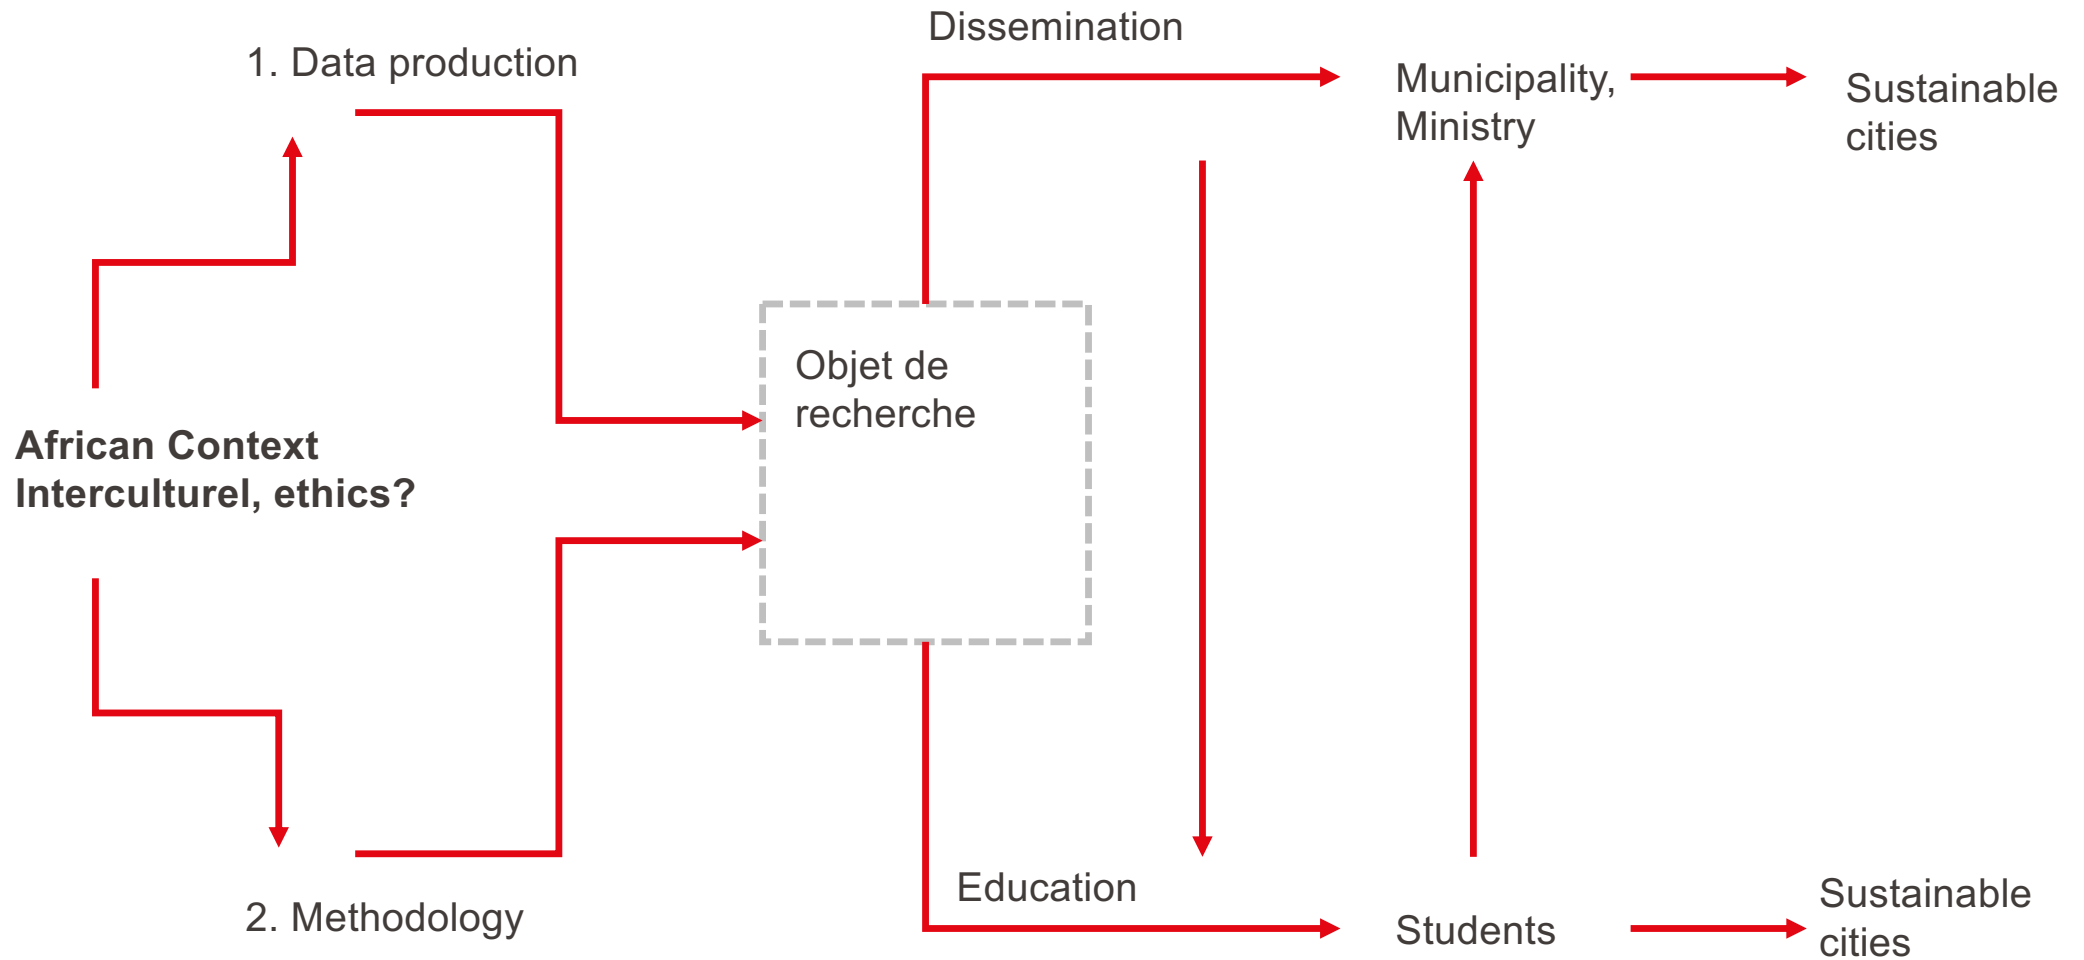 Dissemination
1. Data production
Municipality,
Ministry
Sustainable
cities
Objet de
recherche
African Context
Interculturel, ethics?
Education
2. Methodology
Students
Sustainable
cities